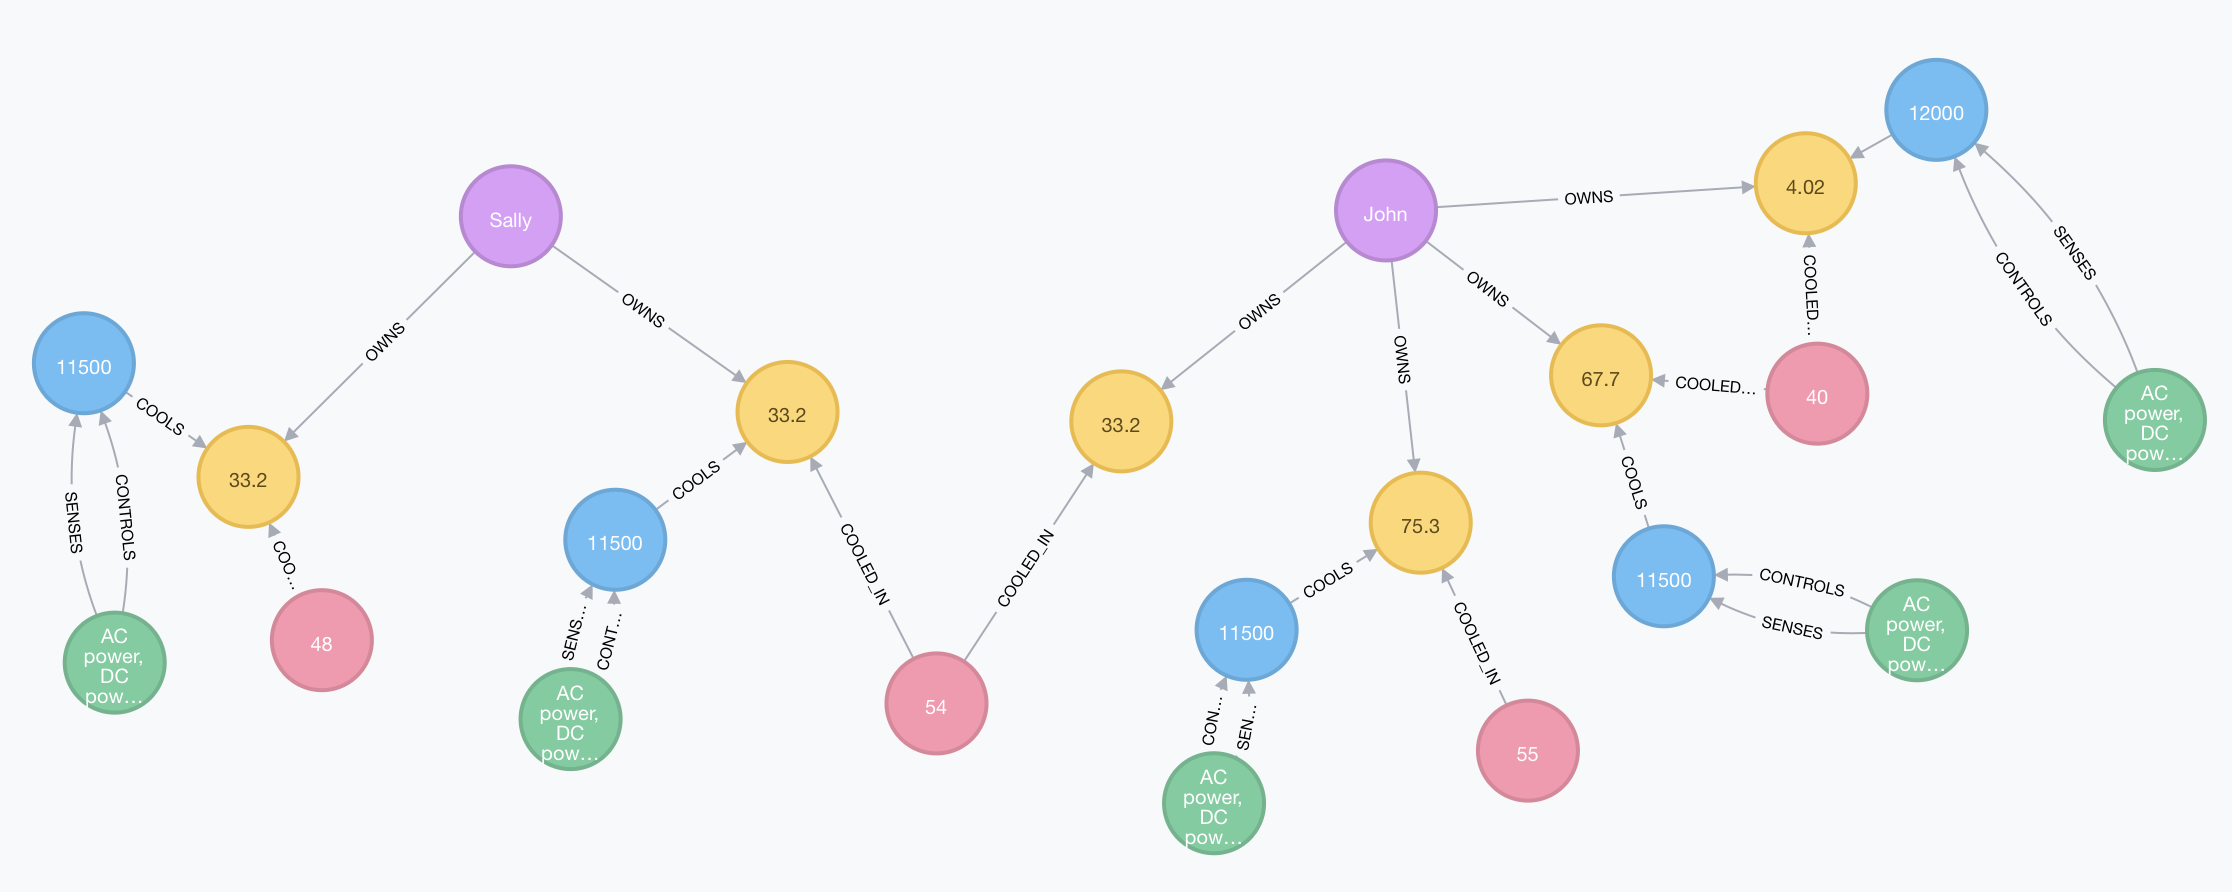 12000
4.02
Sally
John
OWNS
SENSES
CONTROLS
COOLED…
OWNS
OWNS
OWNS
OWNS
OWNS
OWNS
11500
COOLS
33.2
33.2
33.2
67.7
COOLED…
40
AC
power,
DC
pow…
SENSES
CONTROLS
COO…
COOLS
11500
COOLED_IN
COOLED_IN
75.3
COOLS
11500
CONTROLS
SENSES
AC
power,
DC
pow…
AC
power,
DC
pow…
48
SENS…
CONT…
AC
power,
DC
pow…
54
11500
COOLS
COOLED_IN
CON…
SEN…
AC
power,
DC
pow…
55